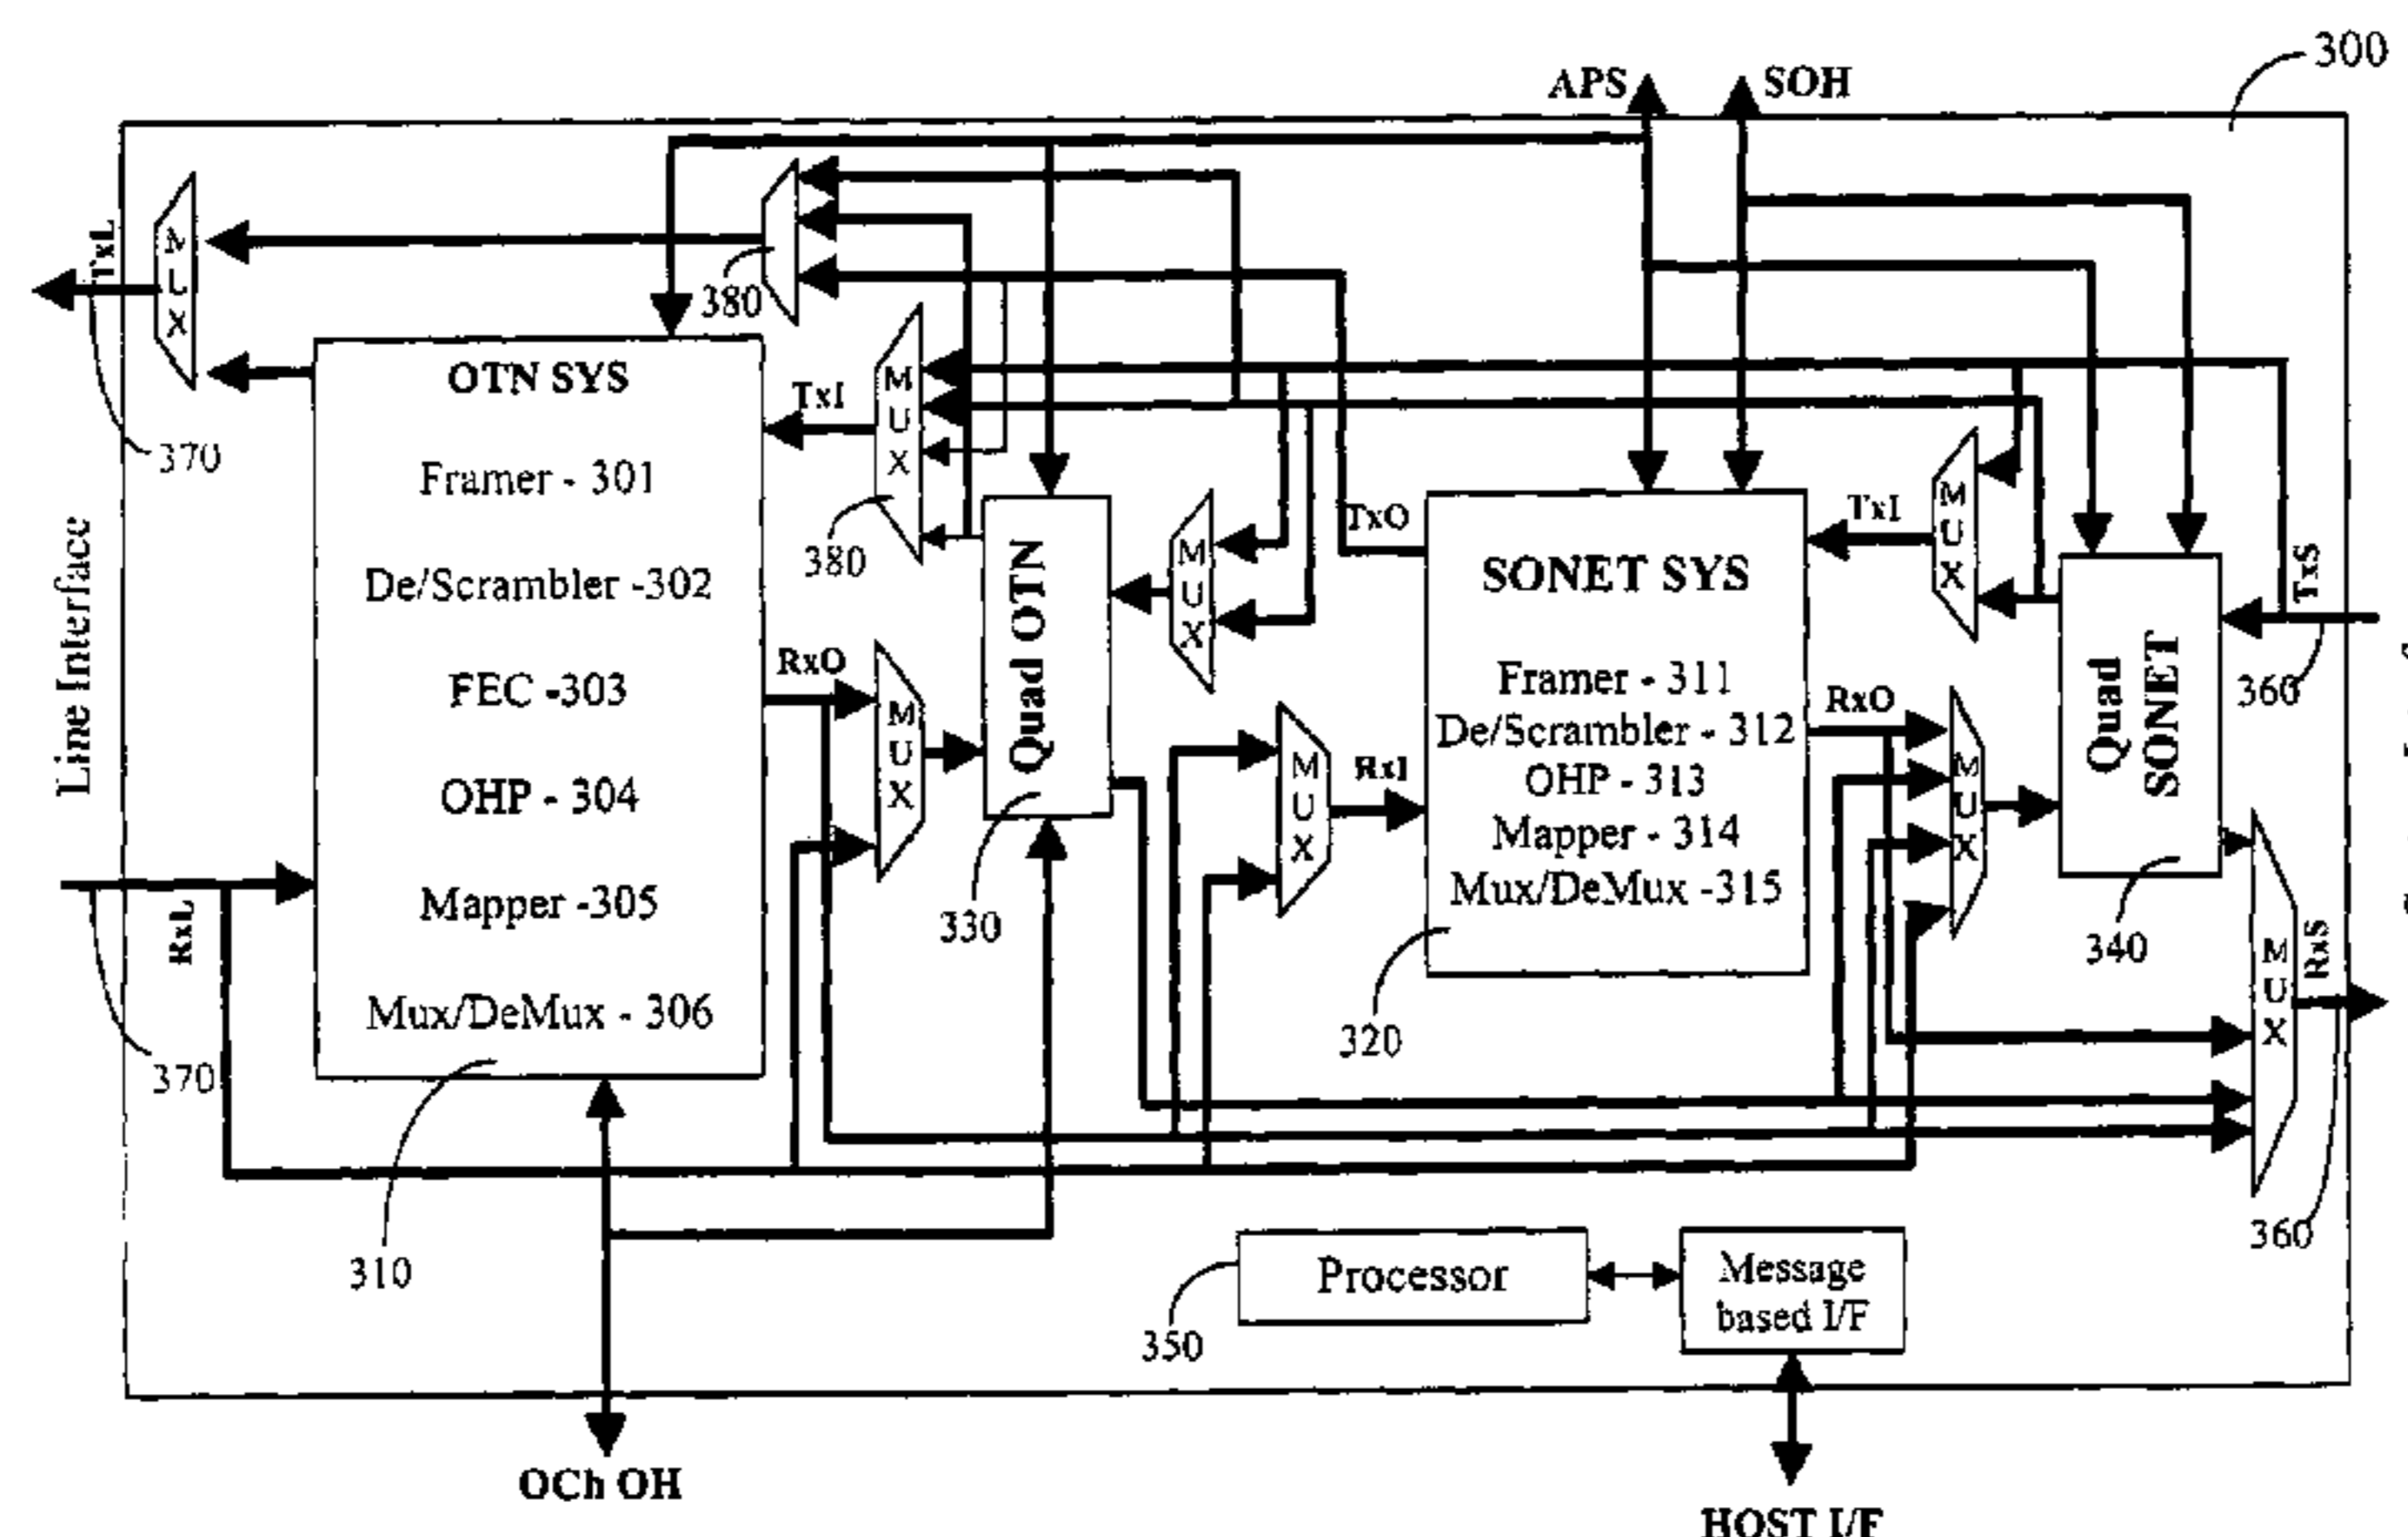 300
APS
SOH
TxL
MUX
380
370
OTN SYS
Framer - 301
De/Scrambler -302
FEC -303
OHP - 304
Mapper -305
Mux/DeMux - 306
310
TxI
MUX
380
Line Interface
RxL
370
RxO
MUX
Quad OTN
330
MUX
TxO
MUX
RxI
SONET SYS
Framer - 311
De/Scrambler - 312
OHP - 313
Mapper - 314
Mux/DeMux -315
320
TxI
MUX
RxO
MUX
Quad SONET
340
TxS
360
MUX
RxS
360
Processor
350
Message
based I/F
OCh OH
HOST I/F